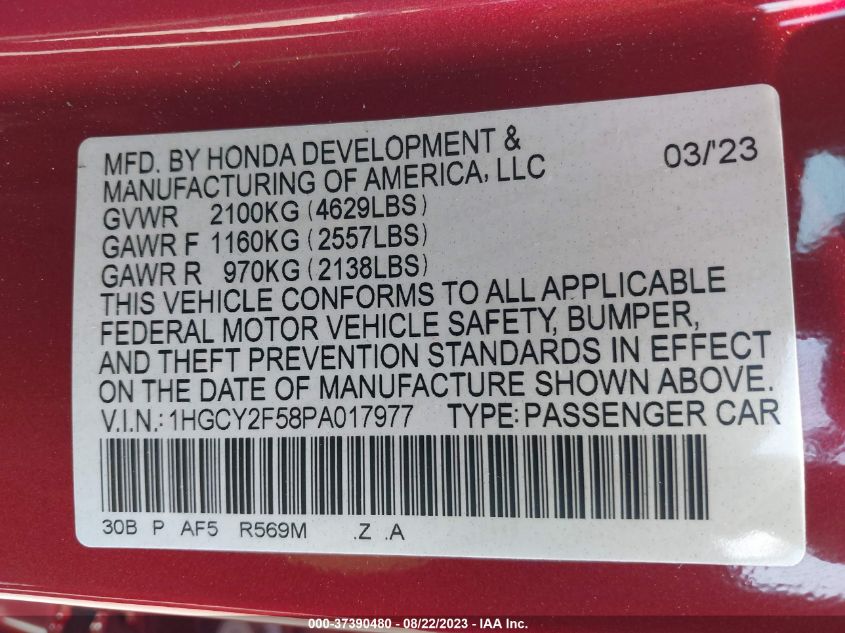 MFD. BY HONDA DEVELOPMENT & 03/'23
MANUFACTURING OF AMERICA, LLC
GVWR 2100KG (4629LBS)
GAWR F 1160KG (2557LBS)
GAWR R 970KG (2138LBS)
THIS VEHICLE CONFORMS TO ALL APPLICABLE
FEDERAL MOTOR VEHICLE SAFETY, BUMPER,
AND THEFT PREVENTION STANDARDS IN EFFECT
ON THE DATE OF MANUFACTURE SHOWN ABOVE.
V.I.N.: 1HGCY2F58PA017977 TYPE: PASSENGER CAR
30B P AF5 R569M .Z .A
000-37390480 - 08/22/2023 - IAA Inc.